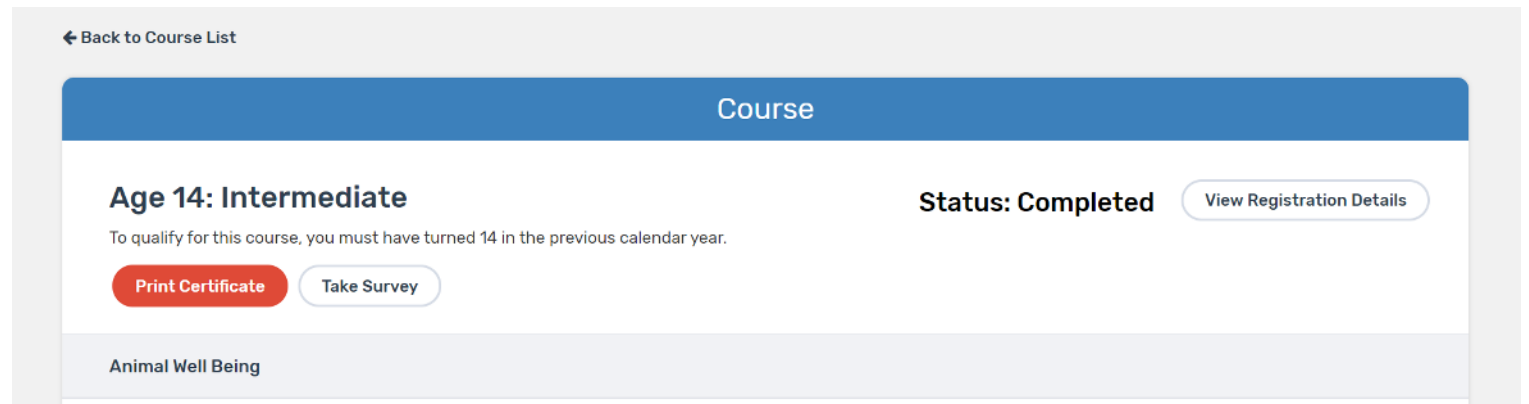 Back to Course List
Course
Age 14: Intermediate
Status: Completed
View Registration Details
To qualify for this course, you must have turned 14 in the previous calendar year.
Print Certificate
Take Survey
Animal Well Being